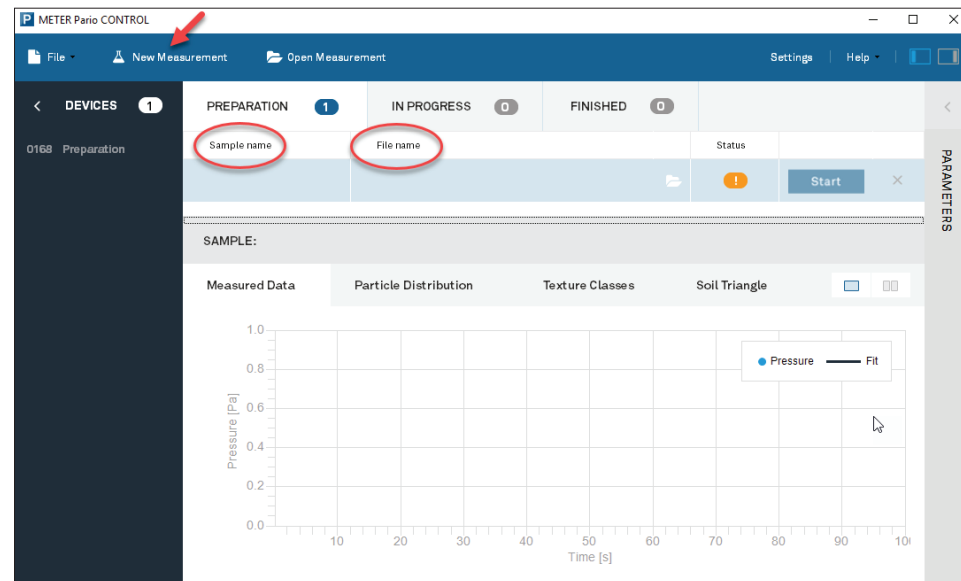 P METER Pario CONTROL
File New Measurement Open Measurement Settings Help
DEVICES 1 PREPARATION 1 IN PROGRESS 0 FINISHED 0
0168 Preparation
Sample name File name Status
! Start
PARAMETERS
SAMPLE:
Measured Data Particle Distribution Texture Classes Soil Triangle
Pressure Fit
Pressure [Pa]
1.0
0.8
0.6
0.4
0.2
0.0
10 20 30 40 50 60 70 80 90 10
Time [s]